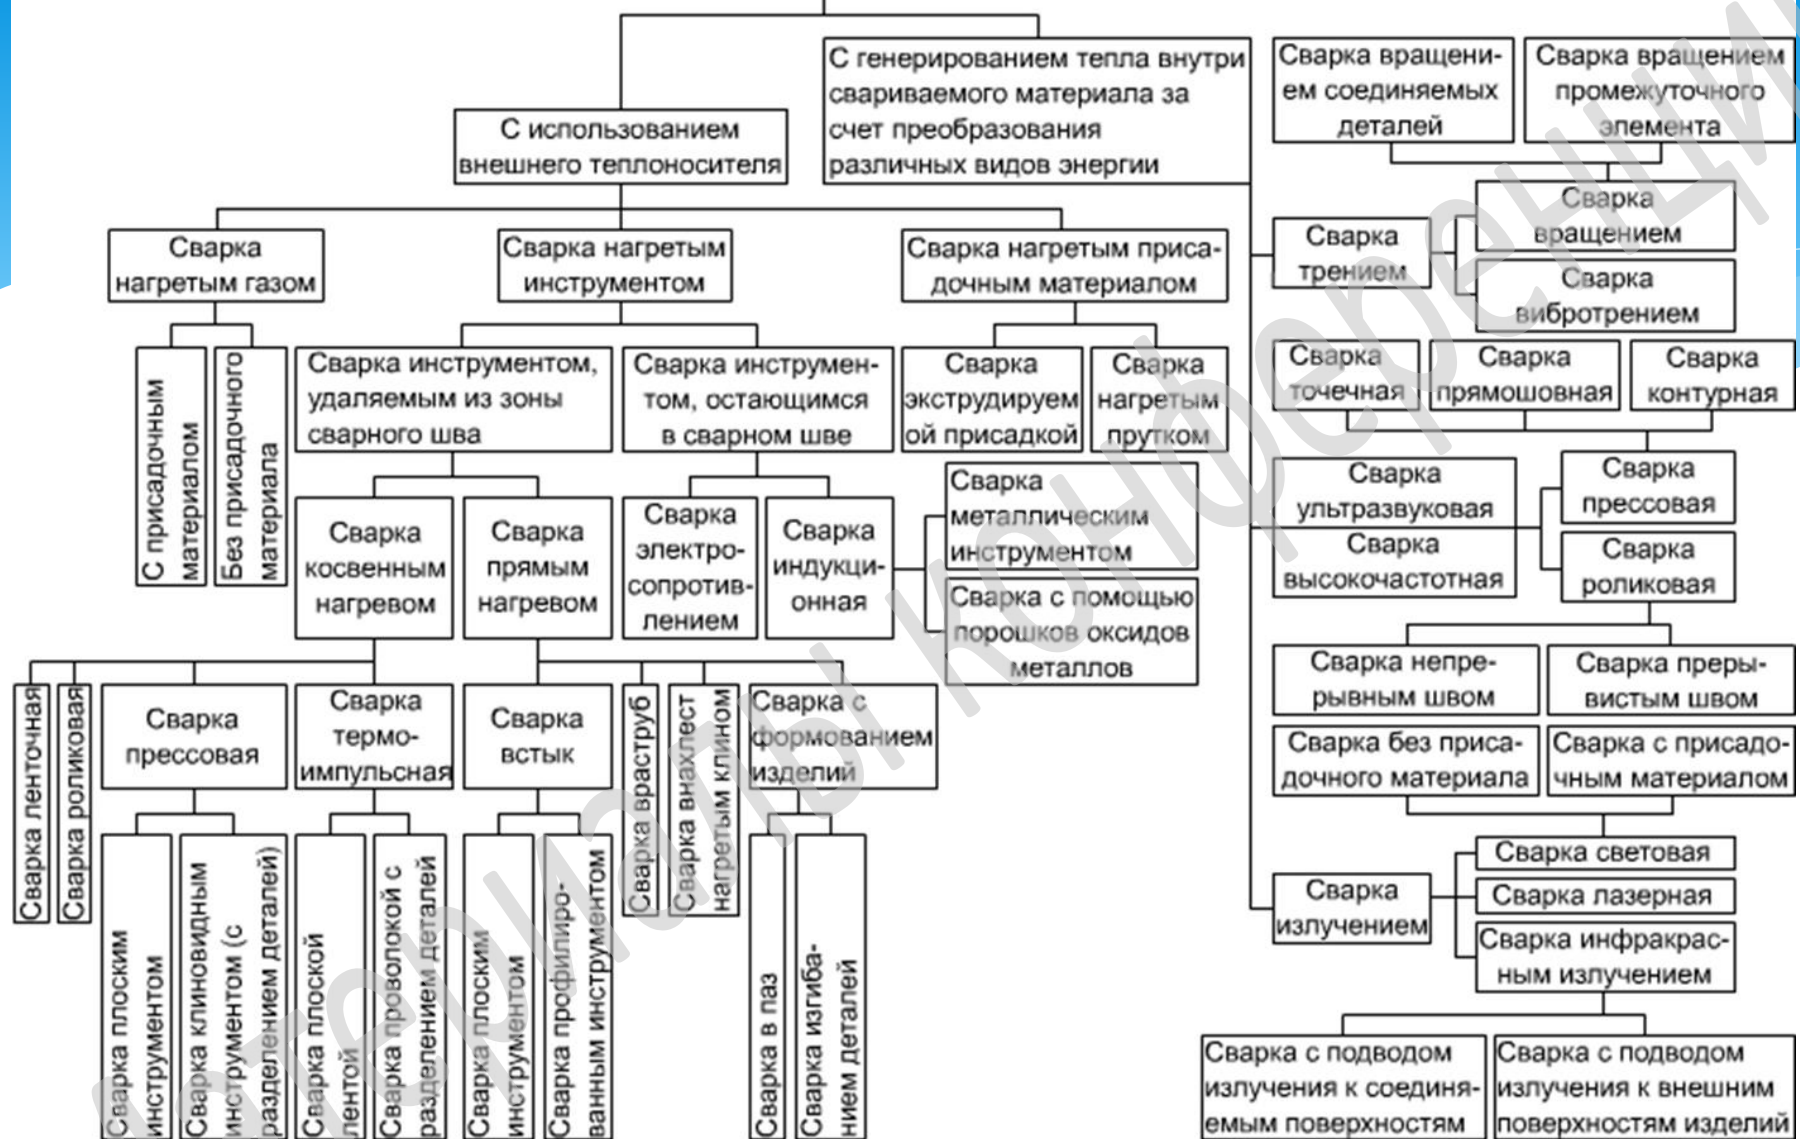 С использованием
внешнего теплоносителя
С генерированием тепла внутри
свариваемого материала за
счет преобразования
различных видов энергии
Сварка вращени-
ем соединяемых
деталей
Сварка вращением
промежуточного
элемента
Сварка
трением
Сварка
вращением
Сварка
вибротрением
Сварка
нагретым газом
Сварка нагретым
инструментом
Сварка нагретым приса-
дочным материалом
С присадочным
материалом
Без присадочного
материала
Сварка инструментом,
удаляемым из зоны
сварного шва
Сварка инструмен-
том, остающимся
в сварном шве
Сварка
экструдируем
ой присадкой
Сварка
нагретым
прутком
Сварка
точечная
Сварка
прямошовная
Сварка
контурная
Сварка
косвенным
нагревом
Сварка
прямым
нагревом
Сварка
электро-
сопротив-
лением
Сварка
индукци-
онная
Сварка
металлическим
инструментом
Сварка с помощью
порошков оксидов
металлов
Сварка
ультразвуковая
Сварка
высокочастотная
Сварка
прессовая
Сварка
роликовая
Сварка непре-
рывным швом
Сварка преры-
вистым швом
Сварка без приса-
дочного материала
Сварка с присадо-
чным материалом
Сварка ленточная
Сварка роликовая
Сварка
прессовая
Сварка
термо-
импульсная
Сварка
встык
Сварка враструб
Сварка внахлест
нагретым клином
Сварка с
формованием
изделий
Сварка плоским
инструментом
Сварка клиновидным
инструментом (с
разделением деталей)
Сварка плоской
лентой
Сварка проволокой с
разделением деталей
Сварка плоским
инструментом
Сварка профилиро-
ванным инструментом
Сварка в паз
Сварка изгиба-
нием деталей
Сварка
излучением
Сварка световая
Сварка лазерная
Сварка инфракрас-
ным излучением
Сварка с подводом
излучения к соединя-
емым поверхностям
Сварка с подводом
излучения к внешним
поверхностям изделий
атериалы конференци